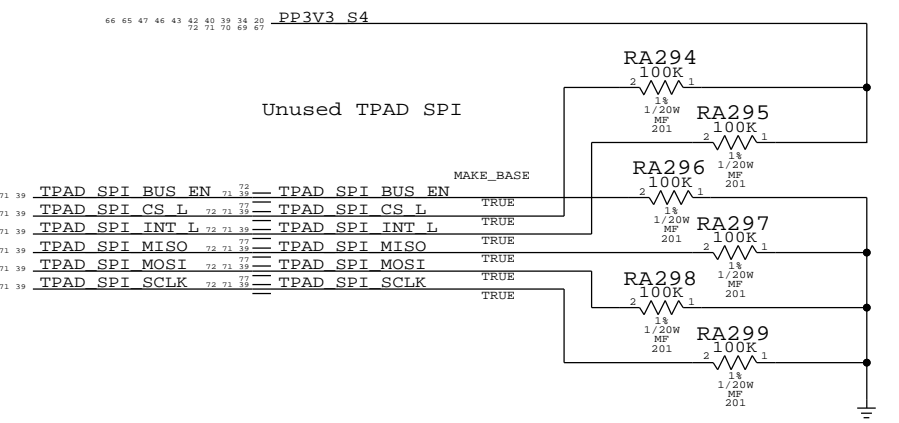 66 65 47 46 43 42 40 39 34 20 PP3V3_S4
72 71 70 69 67
RA294
100K
2 1
1%
1/20W
MF
201
Unused TPAD SPI
RA295
100K
2 1
1%
1/20W
MF
201
MAKE_BASE
RA296
100K
2 1
1%
1/20W
MF
201
71 39 TPAD_SPI_BUS_EN 71 39 72 TPAD_SPI_BUS_EN
TRUE
71 39 TPAD_SPI_CS_L 72 71 39 77 TPAD_SPI_CS_L
TRUE
71 39 TPAD_SPI_INT_L 72 71 39 TPAD_SPI_INT_L
TRUE
71 39 TPAD_SPI_MISO 72 71 39 77 TPAD_SPI_MISO
TRUE
71 39 TPAD_SPI_MOSI 72 71 39 77 TPAD_SPI_MOSI
TRUE
71 39 TPAD_SPI_SCLK 72 71 39 77 TPAD_SPI_SCLK
TRUE
RA297
100K
2 1
1%
1/20W
MF
201
RA298
100K
2 1
1%
1/20W
MF
201
RA299
100K
2 1
1%
1/20W
MF
201